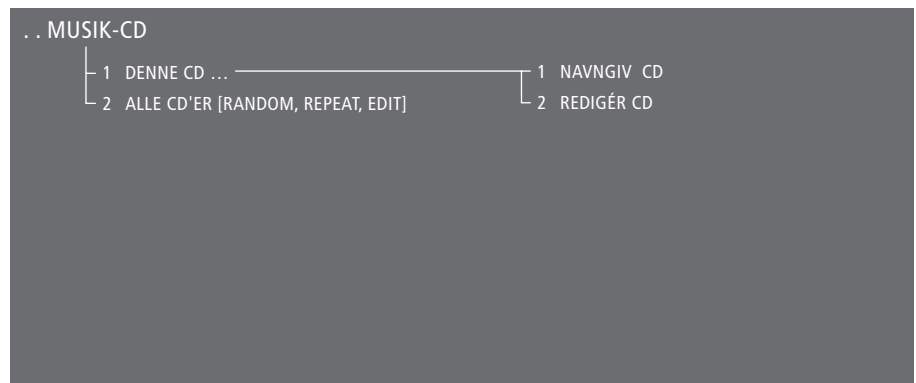 . . MUSIK-CD
1 DENNE CD ... 1 NAVNGIV CD
2 ALLE CD'ER [RANDOM, REPEAT, EDIT] 2 REDIGÉR CD